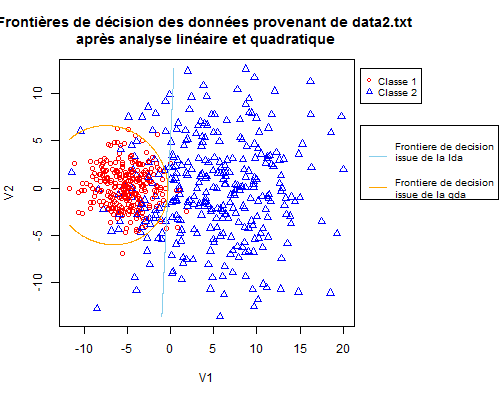 Frontières de décision des données provenant de data2.txt
après analyse linéaire et quadratique
Classe 1
Classe 2
Frontiere de decision
issue de la lda
Frontiere de decision
issue de la qda
10
5
0
-5
-10
V2
-10
-5
0
5
10
15
20
V1